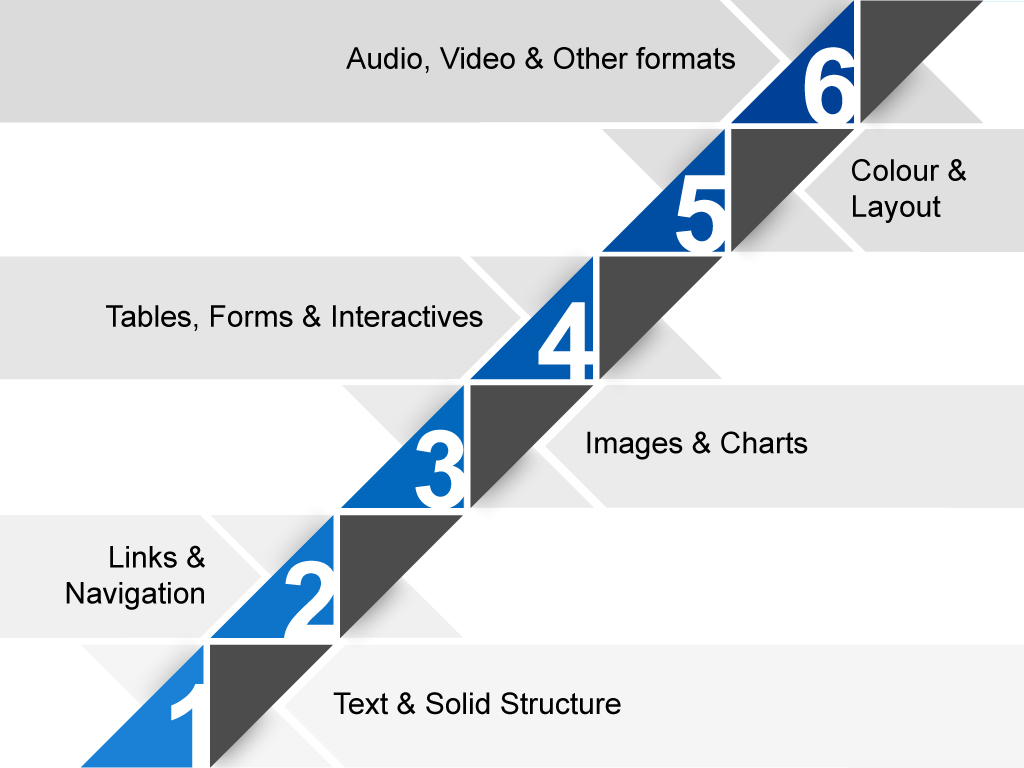 Audio, Video & Other formats
6
5
Colour &
Layout
Tables, Forms & Interactives
4
3
Images & Charts
Links &
Navigation
2
1
Text & Solid Structure